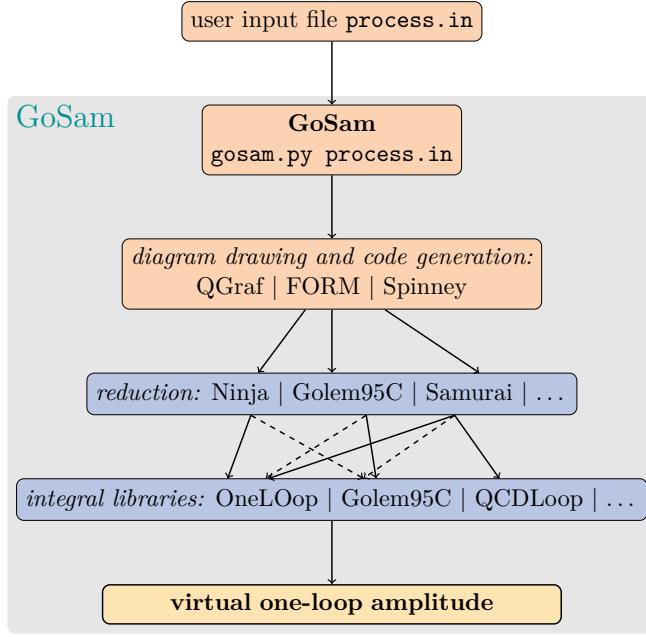 user input file process.in
GoSam
GoSam
gosam.py process.in
diagram drawing and code generation:
QGraf | FORM | Spinney
reduction: Ninja | Golem95C | Samurai | ...
integral libraries: OneLOop | Golem95C | QCDLoop | ...
virtual one-loop amplitude